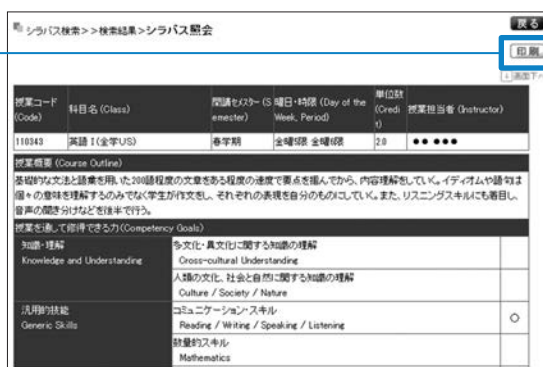 シラバス検索>>検索結果>シラバス照会
戻る
印刷
↓画面下へ
授業コード (Code)
科目名 (Class)
開講セメスター (Semester)
曜日・時限 (Day of the Week, Period)
単位数 (Credit)
授業担当者 (Instructor)
110343
英語 I(全学US)
春学期
金曜5限 金曜6限
2.0
●● ●●●
授業概要 (Course Outline)
基礎的な文法と語彙を用いた200語程度の文章をある程度の速度で要点を掴んでから、内容理解をしていく。イディオムや語句は
個々の意味を理解するのみでなく学生が作文をし、それぞれの表現を自分のものにしていく。また、リスニングスキルにも着目し、
音声の聞き分けなどを後半で行う。
授業を通して修得できる力(Competency Goals)
知識・理解
Knowledge and Understanding
多文化・異文化に関する知識の理解
Cross-cultural Understanding
人類の文化、社会と自然に関する知識の理解
Culture / Society / Nature
汎用的技能
Generic Skills
コミュニケーション・スキル
Reading / Writing / Speaking / Listening
○
数量的スキル
Mathematics